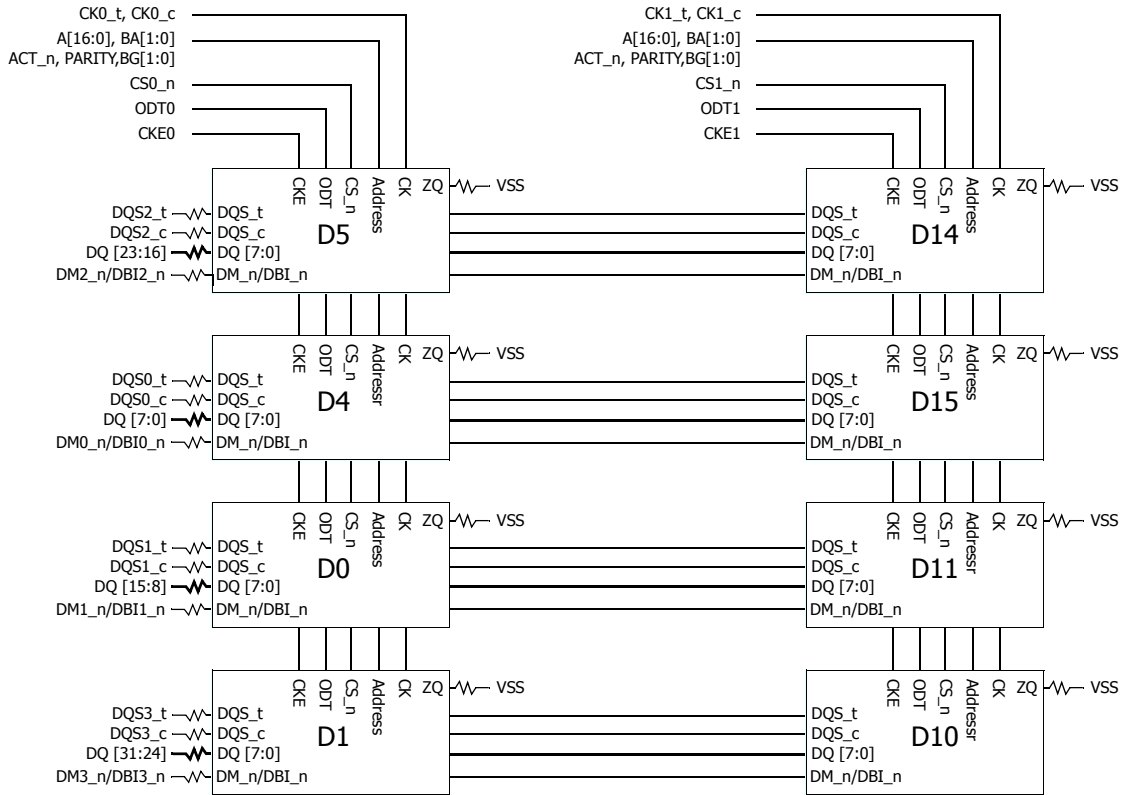 CK0_t, CK0_c
A[16:0], BA[1:0]
ACT_n, PARITY,BG[1:0]
CS0_n
ODT0
CKE0
CK1_t, CK1_c
A[16:0], BA[1:0]
ACT_n, PARITY,BG[1:0]
CS1_n
ODT1
CKE1
CKE ODT CS_n Address CK ZQ VSS
DQS2_t DQS_t
DQS2_c DQS_c
DQ [23:16] DQ [7:0]
DM2_n/DBI2_n DM_n/DBI_n
D5
CKE ODT CS_n Address CK ZQ VSS
DQS_t
DQS_c
DQ [7:0]
DM_n/DBI_n
D14
CKE ODT CS_n Addressr CK ZQ VSS
DQS0_t DQS_t
DQS0_c DQS_c
DQ [7:0] DQ [7:0]
DM0_n/DBI0_n DM_n/DBI_n
D4
CKE ODT CS_n Address CK ZQ VSS
DQS_t
DQS_c
DQ [7:0]
DM_n/DBI_n
D15
CKE ODT CS_n Address CK ZQ VSS
DQS1_t DQS_t
DQS1_c DQS_c
DQ [15:8] DQ [7:0]
DM1_n/DBI1_n DM_n/DBI_n
D0
CKE ODT CS_n Addressr CK ZQ VSS
DQS_t
DQS_c
DQ [7:0]
DM_n/DBI_n
D11
CKE ODT CS_n Address CK ZQ VSS
DQS3_t DQS_t
DQS3_c DQS_c
DQ [31:24] DQ [7:0]
DM3_n/DBI3_n DM_n/DBI_n
D1
CKE ODT CS_n Addressr CK ZQ VSS
DQS_t
DQS_c
DQ [7:0]
DM_n/DBI_n
D10